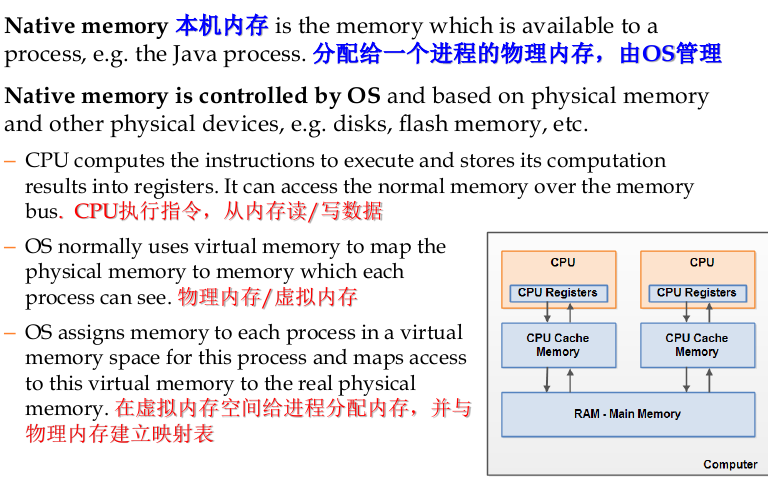 Native memory 本机内存 is the memory which is available to a
process, e.g. the Java process. 分配给一个进程的物理内存，由OS管理
Native memory is controlled by OS and based on physical memory
and other physical devices, e.g. disks, flash memory, etc.
– CPU computes the instructions to execute and stores its computation
results into registers. It can access the normal memory over the memory
bus. CPU执行指令，从内存读/写数据
– OS normally uses virtual memory to map the
physical memory to memory which each
process can see. 物理内存/虚拟内存
– OS assigns memory to each process in a virtual
memory space for this process and maps access
to this virtual memory to the real physical
memory. 在虚拟内存空间给进程分配内存，并与
物理内存建立映射表
CPU
CPU Registers
CPU Cache
Memory
CPU
CPU Registers
CPU Cache
Memory
RAM - Main Memory
Computer